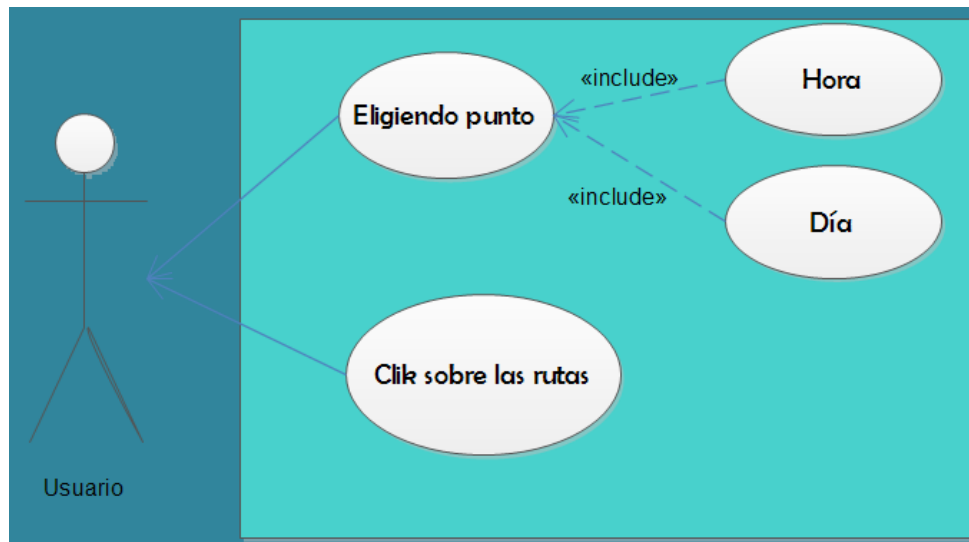 «include»
Hora
Eligiendo punto
«include»
Día
Clik sobre las rutas
Usuario